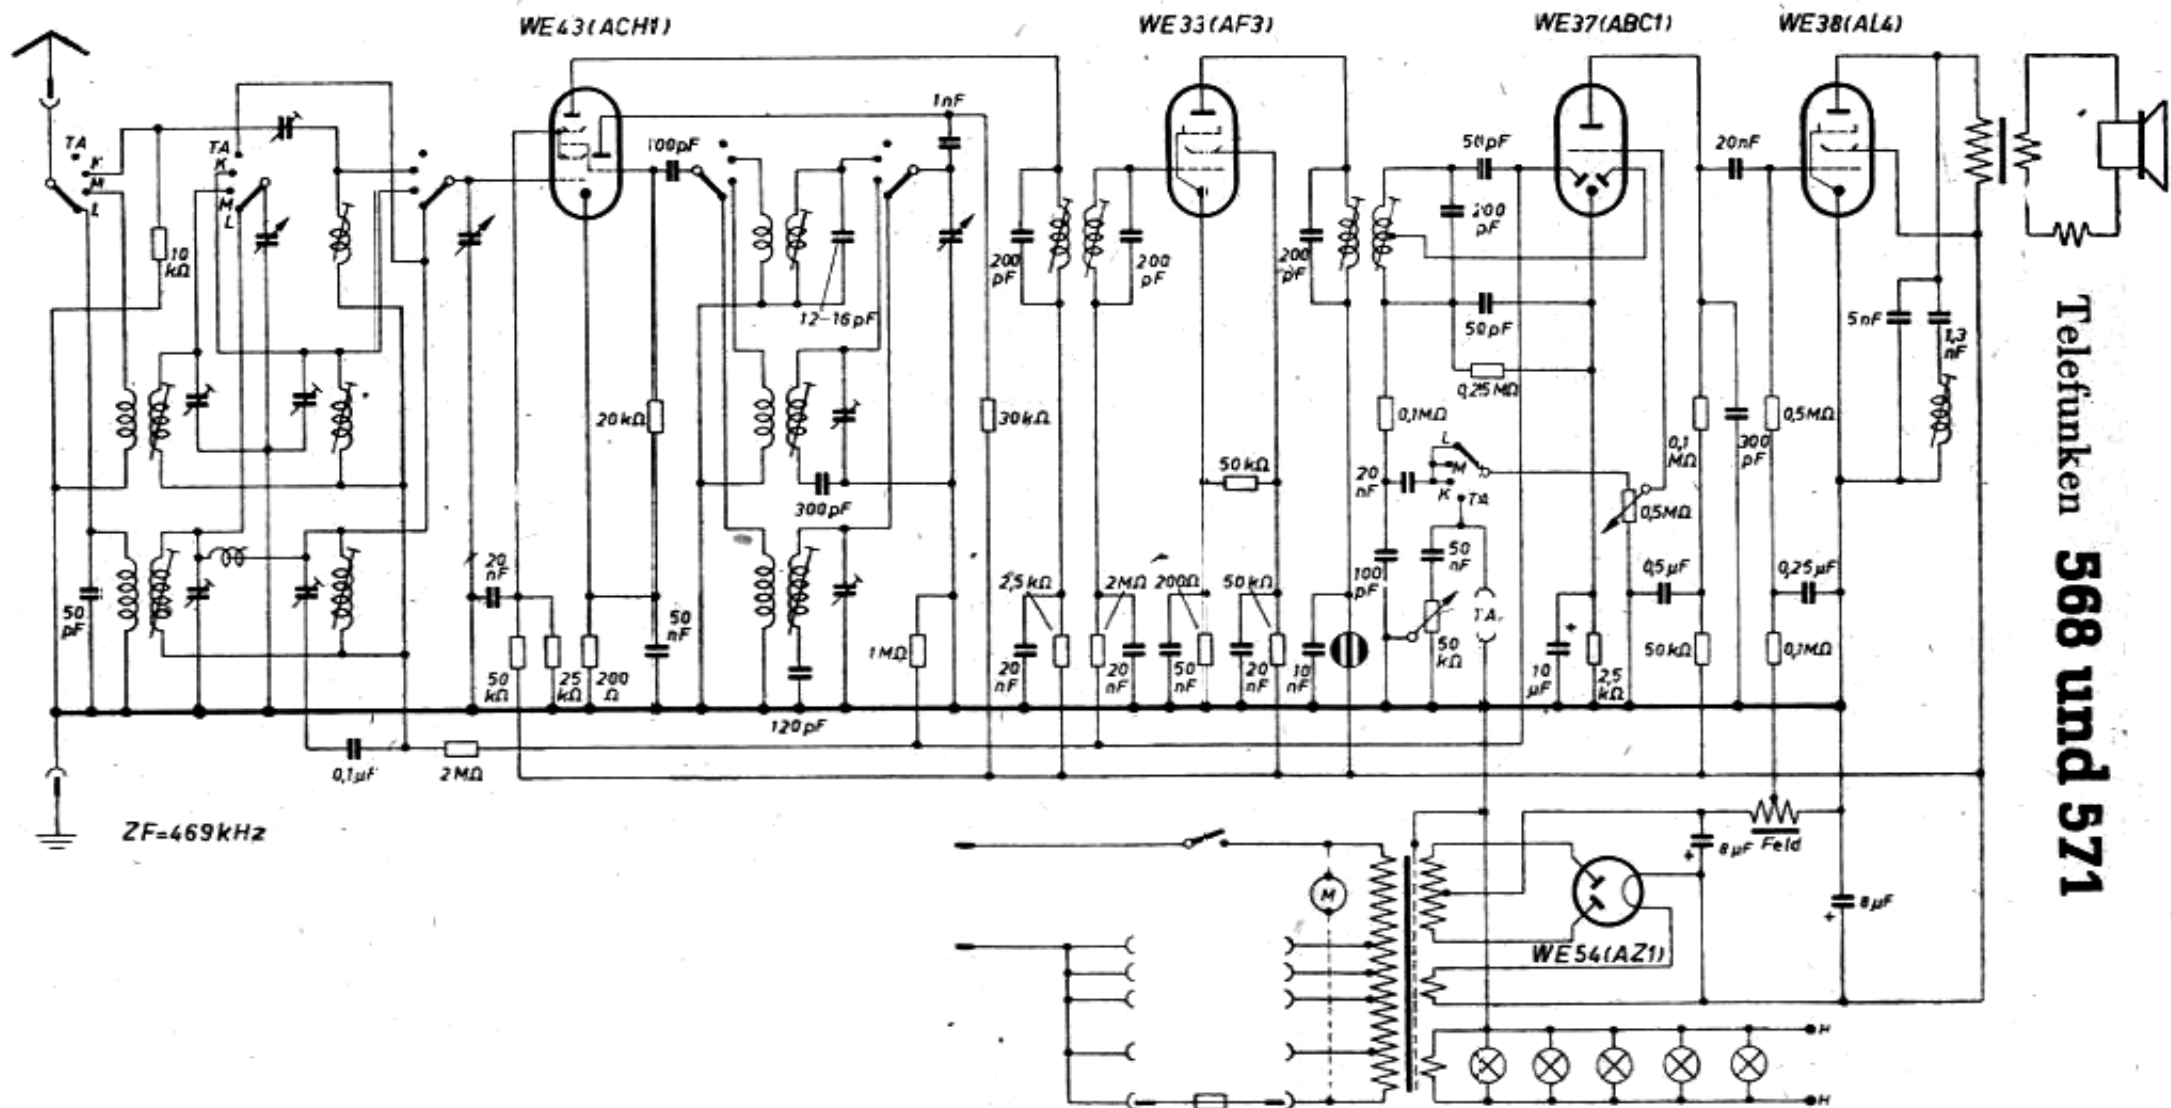 WE43(ACH1)
WE33(AF3)
WE37(ABC1)
WE38(AL4)
TA
K
M
L
TA
K
M
L
10
kΩ
100pF
1nF
12-16pF
200
pF
200
pF
200
pF
50pF
200
pF
50pF
0,25MΩ
20nF
5nF
1,3
nF
20kΩ
30kΩ
300pF
50kΩ
0,1MΩ
20
nF
L
M
K
TA
0,5MΩ
0,1
MΩ
300
pF
0,5MΩ
50
pF
20
nF
50
kΩ
25
kΩ
200
Ω
50
nF
120pF
1MΩ
2,5kΩ
20
nF
2MΩ
20
nF
200Ω
50
nF
50kΩ
20
nF
10
nF
100
pF
50
nF
50
kΩ
TA
10
µF
+
2,5
kΩ
0,5µF
50kΩ
0,25µF
0,1MΩ
0,1µF
2MΩ
ZF=469kHz
M
WE54(AZ1)
+
8µF
Feld
+
8µF
H
H
Telefunken 568 und 571